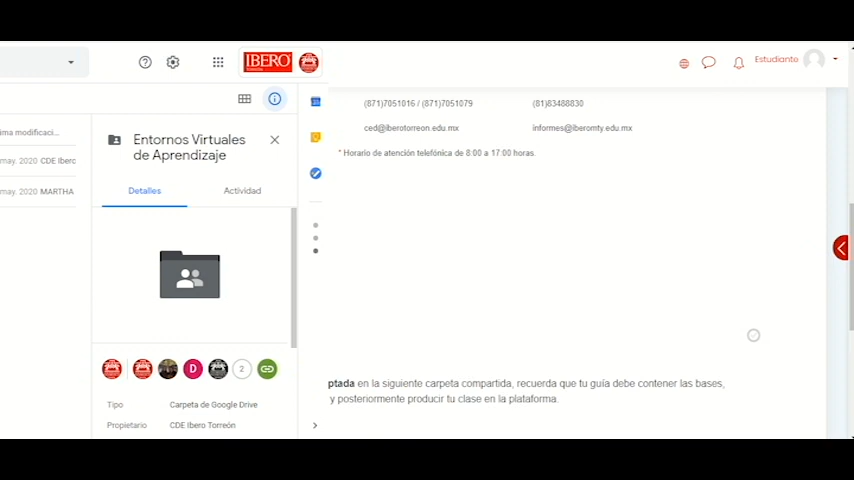 IBERO
Estudiante
(871)7051016 / (871)7051079
(81)83488830
ima modificaci...
Entornos Virtuales
de Aprendizaje
ced@iberotorreon.edu.mx
informes@iberomty.edu.mx
* Horario de atención telefónica de 8:00 a 17:00 horas.
may. 2020 CDE Iberc
may. 2020 MARTHA
Detalles
Actividad
D
2
ptada en la siguiente carpeta compartida, recuerda que tu guía debe contener las bases,
y posteriormente producir tu clase en la plataforma.
Tipo
Carpeta de Google Drive
Propietario
CDE Ibero Torreón